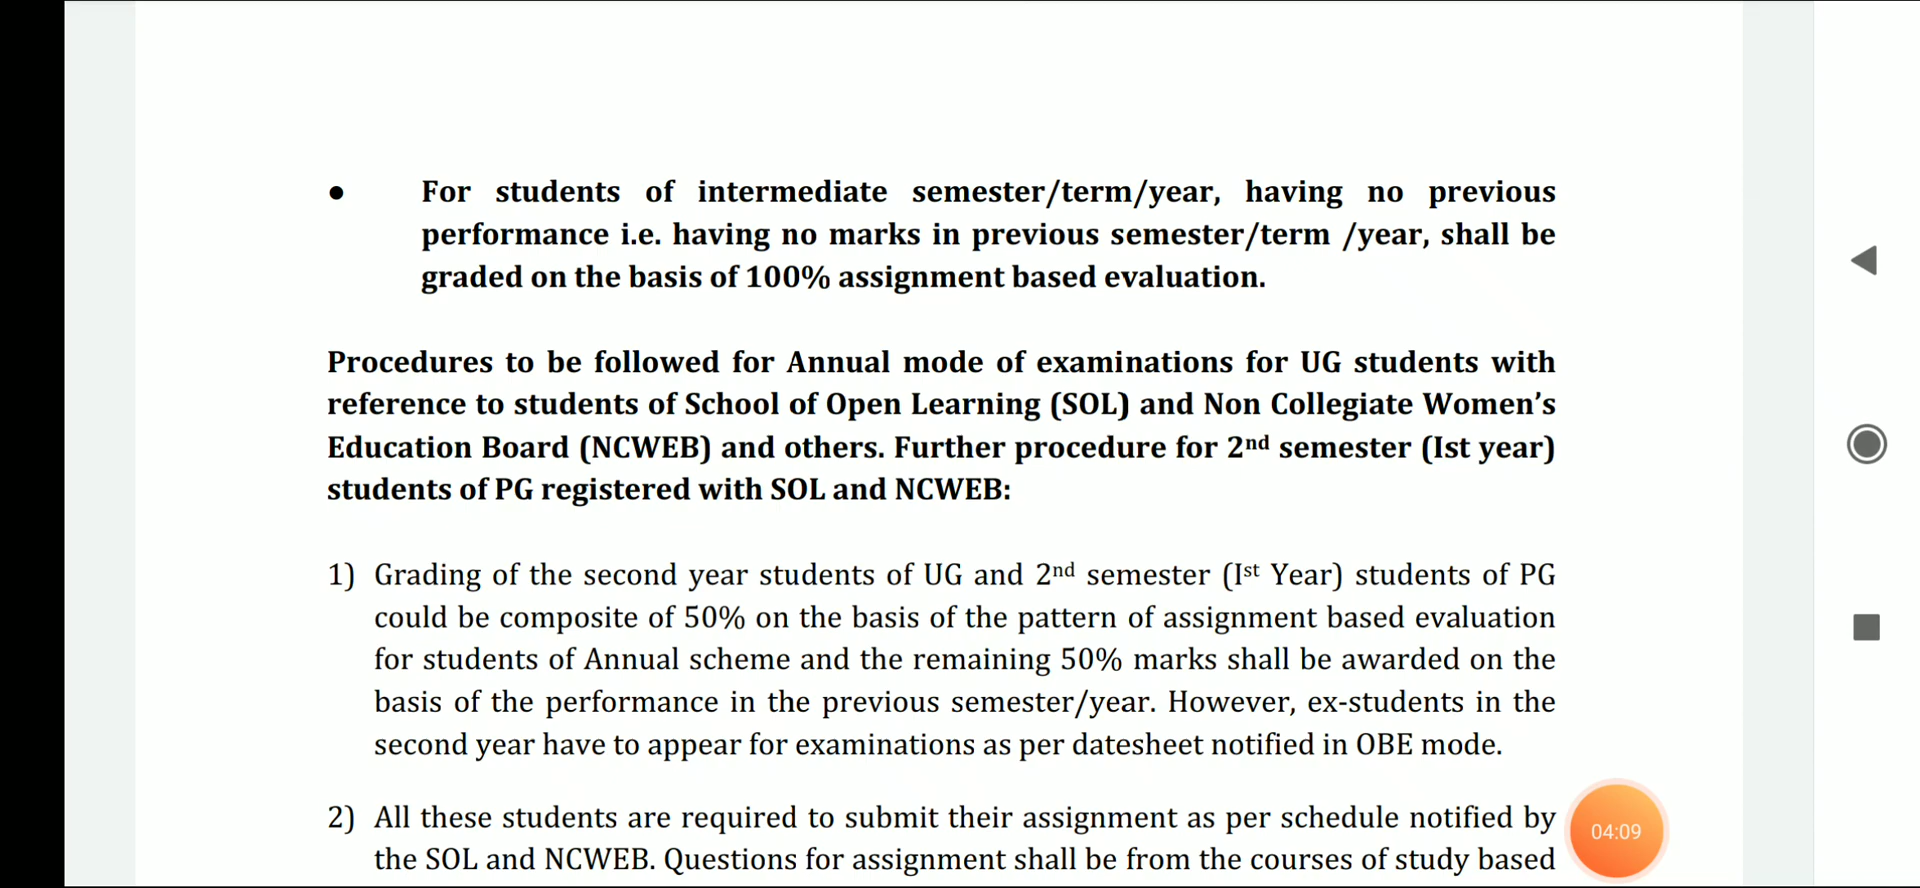 ● For students of intermediate semester/term/year, having no previous
performance i.e. having no marks in previous semester/term /year, shall be
graded on the basis of 100% assignment based evaluation.
Procedures to be followed for Annual mode of examinations for UG students with
reference to students of School of Open Learning (SOL) and Non Collegiate Women’s
Education Board (NCWEB) and others. Further procedure for 2nd semester (Ist year)
students of PG registered with SOL and NCWEB:
1) Grading of the second year students of UG and 2nd semester (Ist Year) students of PG
could be composite of 50% on the basis of the pattern of assignment based evaluation
for students of Annual scheme and the remaining 50% marks shall be awarded on the
basis of the performance in the previous semester/year. However, ex-students in the
second year have to appear for examinations as per datesheet notified in OBE mode.
2) All these students are required to submit their assignment as per schedule notified by
the SOL and NCWEB. Questions for assignment shall be from the courses of study based
04:09